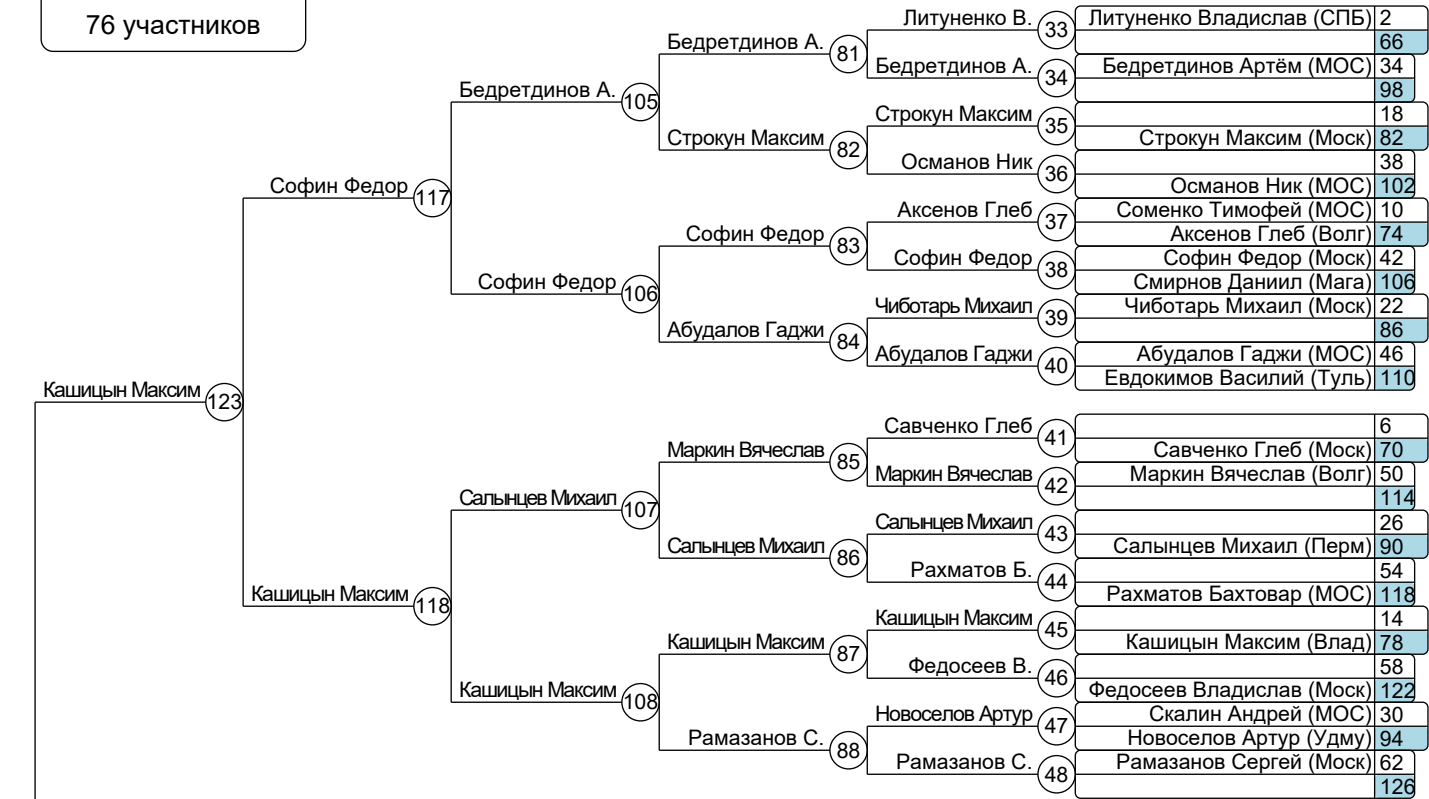 76 участников
Литуненко В. 33 Литуненко Владислав (СПБ) 2
Бедретдинов А. 81 66
Бедретдинов А. 34 Бедретдинов Артём (МОС) 34
Бедретдинов А. 105 98
Строкун Максим 35 18
Строкун Максим 82 Строкун Максим (Моск) 82
Османов Ник 36 38
Софин Федор 117 Османов Ник (МОС) 102
Аксенов Глеб 37 Соменко Тимофей (МОС) 10
Софин Федор 83 Аксенов Глеб (Волг) 74
Софин Федор 38 Софин Федор (Моск) 42
Софин Федор 106 Смирнов Даниил (Мага) 106
Чиботарь Михаил 39 Чиботарь Михаил (Моск) 22
Абудалов Гаджи 84 86
Абудалов Гаджи 40 Абудалов Гаджи (МОС) 46
Евдокимов Василий (Туль) 110
Кашицын Максим 123
Савченко Глеб 41 6
Маркин Вячеслав 85 Савченко Глеб (Моск) 70
Маркин Вячеслав 42 Маркин Вячеслав (Волг) 50
Салынцев Михаил 107 114
Салынцев Михаил 43 26
Салынцев Михаил 86 Салынцев Михаил (Перм) 90
Рахматов Б. 44 54
Кашицын Максим 118 Рахматов Бахтовар (МОС) 118
Кашицын Максим 45 14
Кашицын Максим 87 Кашицын Максим (Влад) 78
Федосеев В. 46 58
Кашицын Максим 108 Федосеев Владислав (Моск) 122
Новоселов Артур 47 Скалин Андрей (МОС) 30
Рамазанов С. 88 Новоселов Артур (Удму) 94
Рамазанов С. 48 Рамазанов Сергей (Моск) 62
126